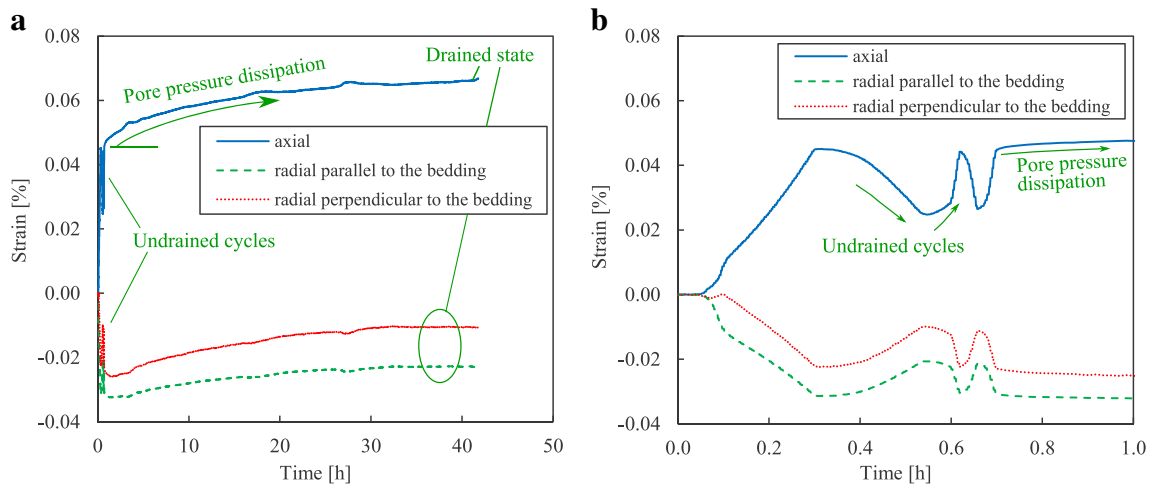 a
0.08
0.06
0.04
0.02
0.00
-0.02
-0.04
Strain [%]
Drained state
Pore pressure dissipation
axial
radial parallel to the bedding
radial perpendicular to the bedding
Undrained cycles
0
10
20
30
40
50
Time [h]
b
0.08
0.06
0.04
0.02
0.00
-0.02
-0.04
Strain [%]
axial
radial parallel to the bedding
radial perpendicular to the bedding
Pore pressure
dissipation
Undrained cycles
0.0
0.2
0.4
0.6
0.8
1.0
Time [h]